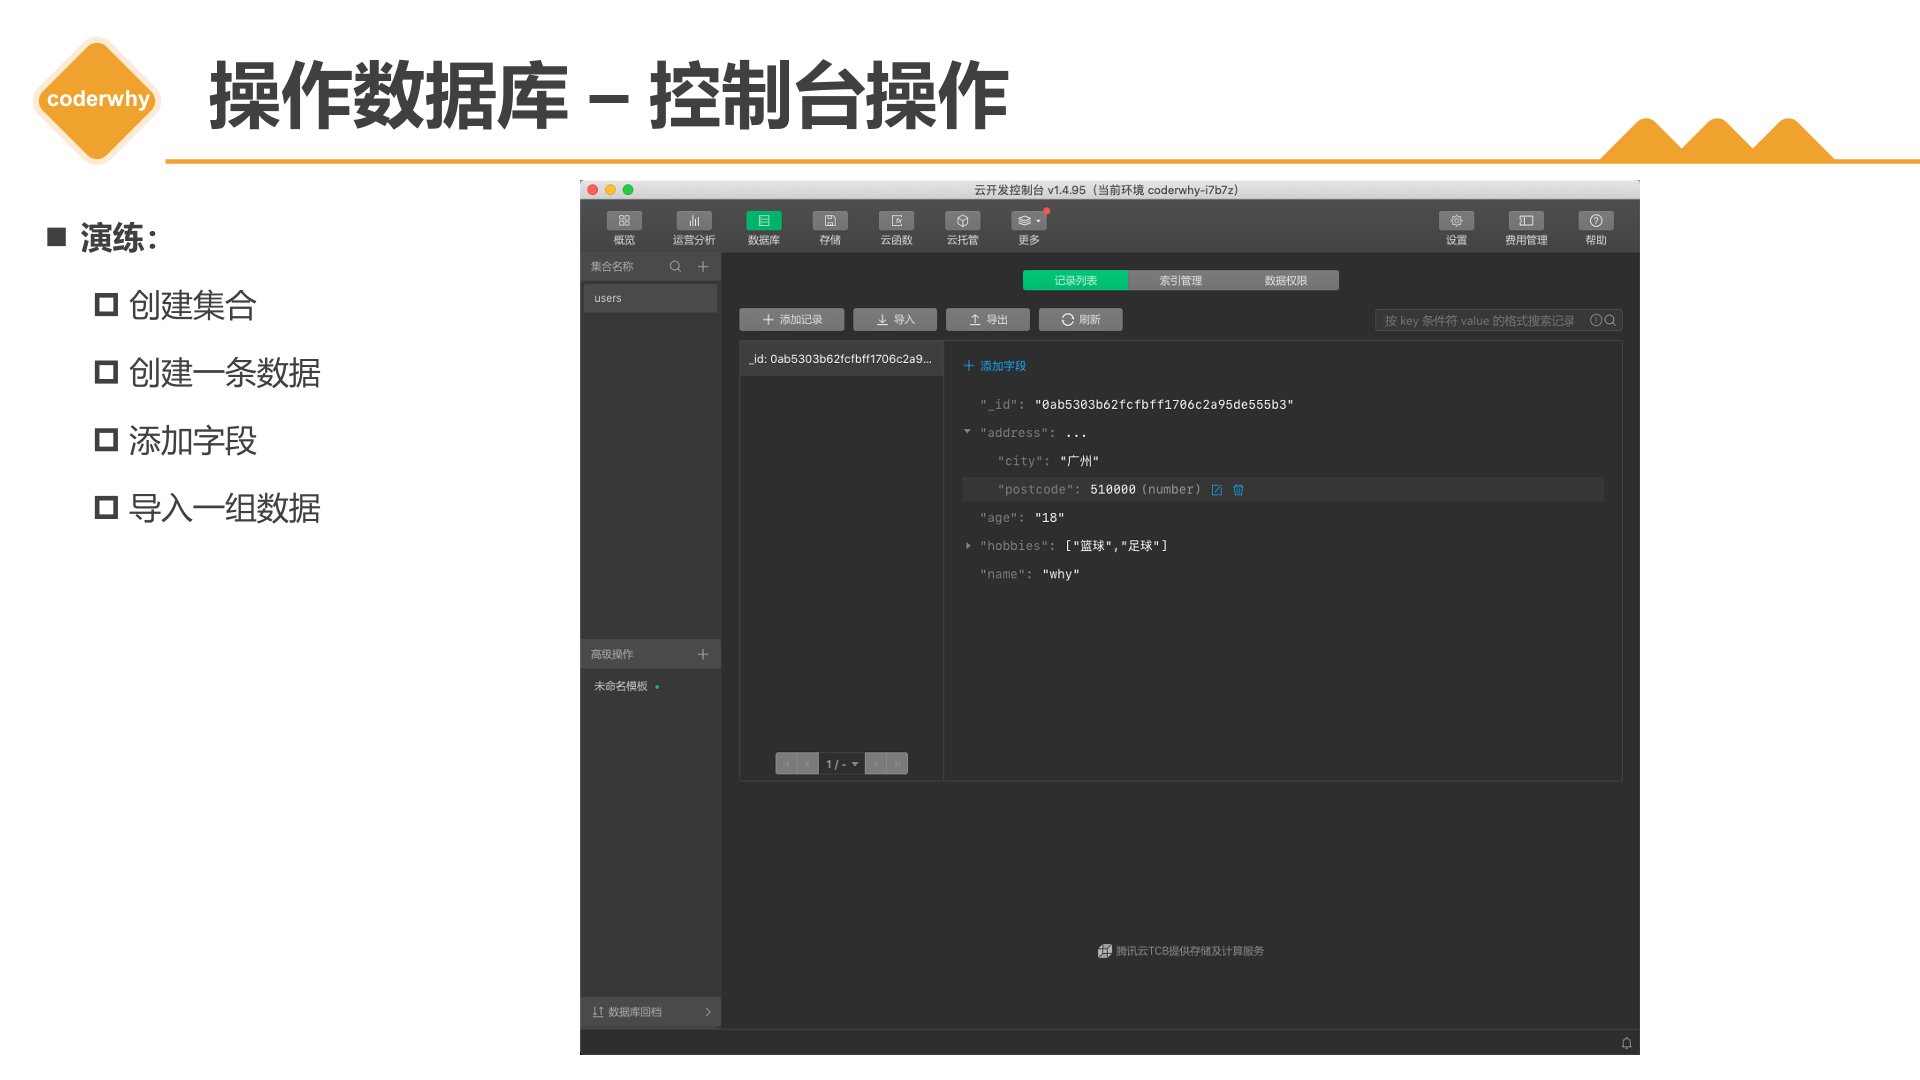 coderwhy
操作数据库 – 控制台操作
演练：
创建集合
创建一条数据
添加字段
导入一组数据
云开发控制台 v1.4.95（当前环境 coderwhy-i7b7z）
概览 运营分析 数据库 存储 云函数 云托管 更多 设置 费用管理 帮助
集合名称
users
记录列表 索引管理 数据权限
添加记录 导入 导出 刷新 按 key 条件符 value 的格式搜索记录
_id: 0ab5303b62fcfbff1706c2a9...
添加字段
"_id": "0ab5303b62fcfbff1706c2a95de555b3"
"address": ...
"city": "广州"
"postcode": 510000 (number)
"age": "18"
"hobbies": ["篮球","足球"]
"name": "why"
高级操作
未命名模板
1 / -
腾讯云TCB提供存储及计算服务
数据库回档